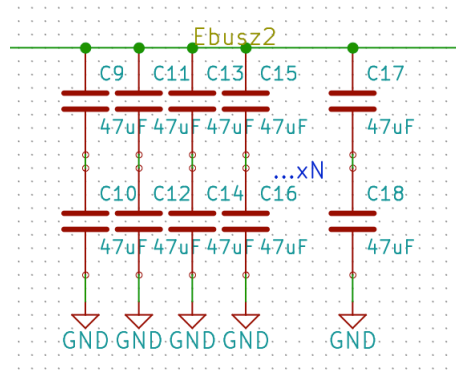 Ebusz2
C9 C11 C13 C15 C17
47uF 47uF 47uF 47uF 47uF
...xN
C10 C12 C14 C16 C18
47uF 47uF 47uF 47uF 47uF
GND GND GND GND GND